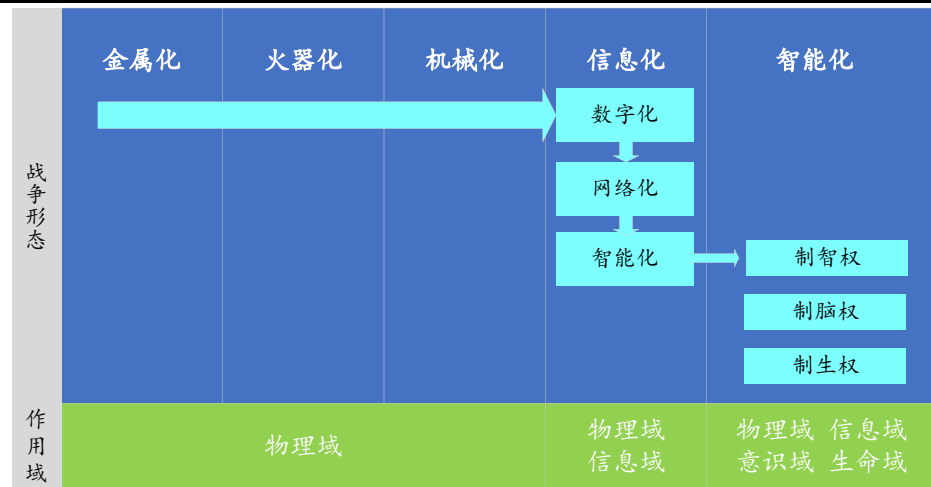 金属化 火器化 机械化 信息化 智能化
战争形态
数字化
网络化
智能化
制智权
制脑权
制生权
作用域
物理域
物理域
信息域
物理域 信息域
意识域 生命域